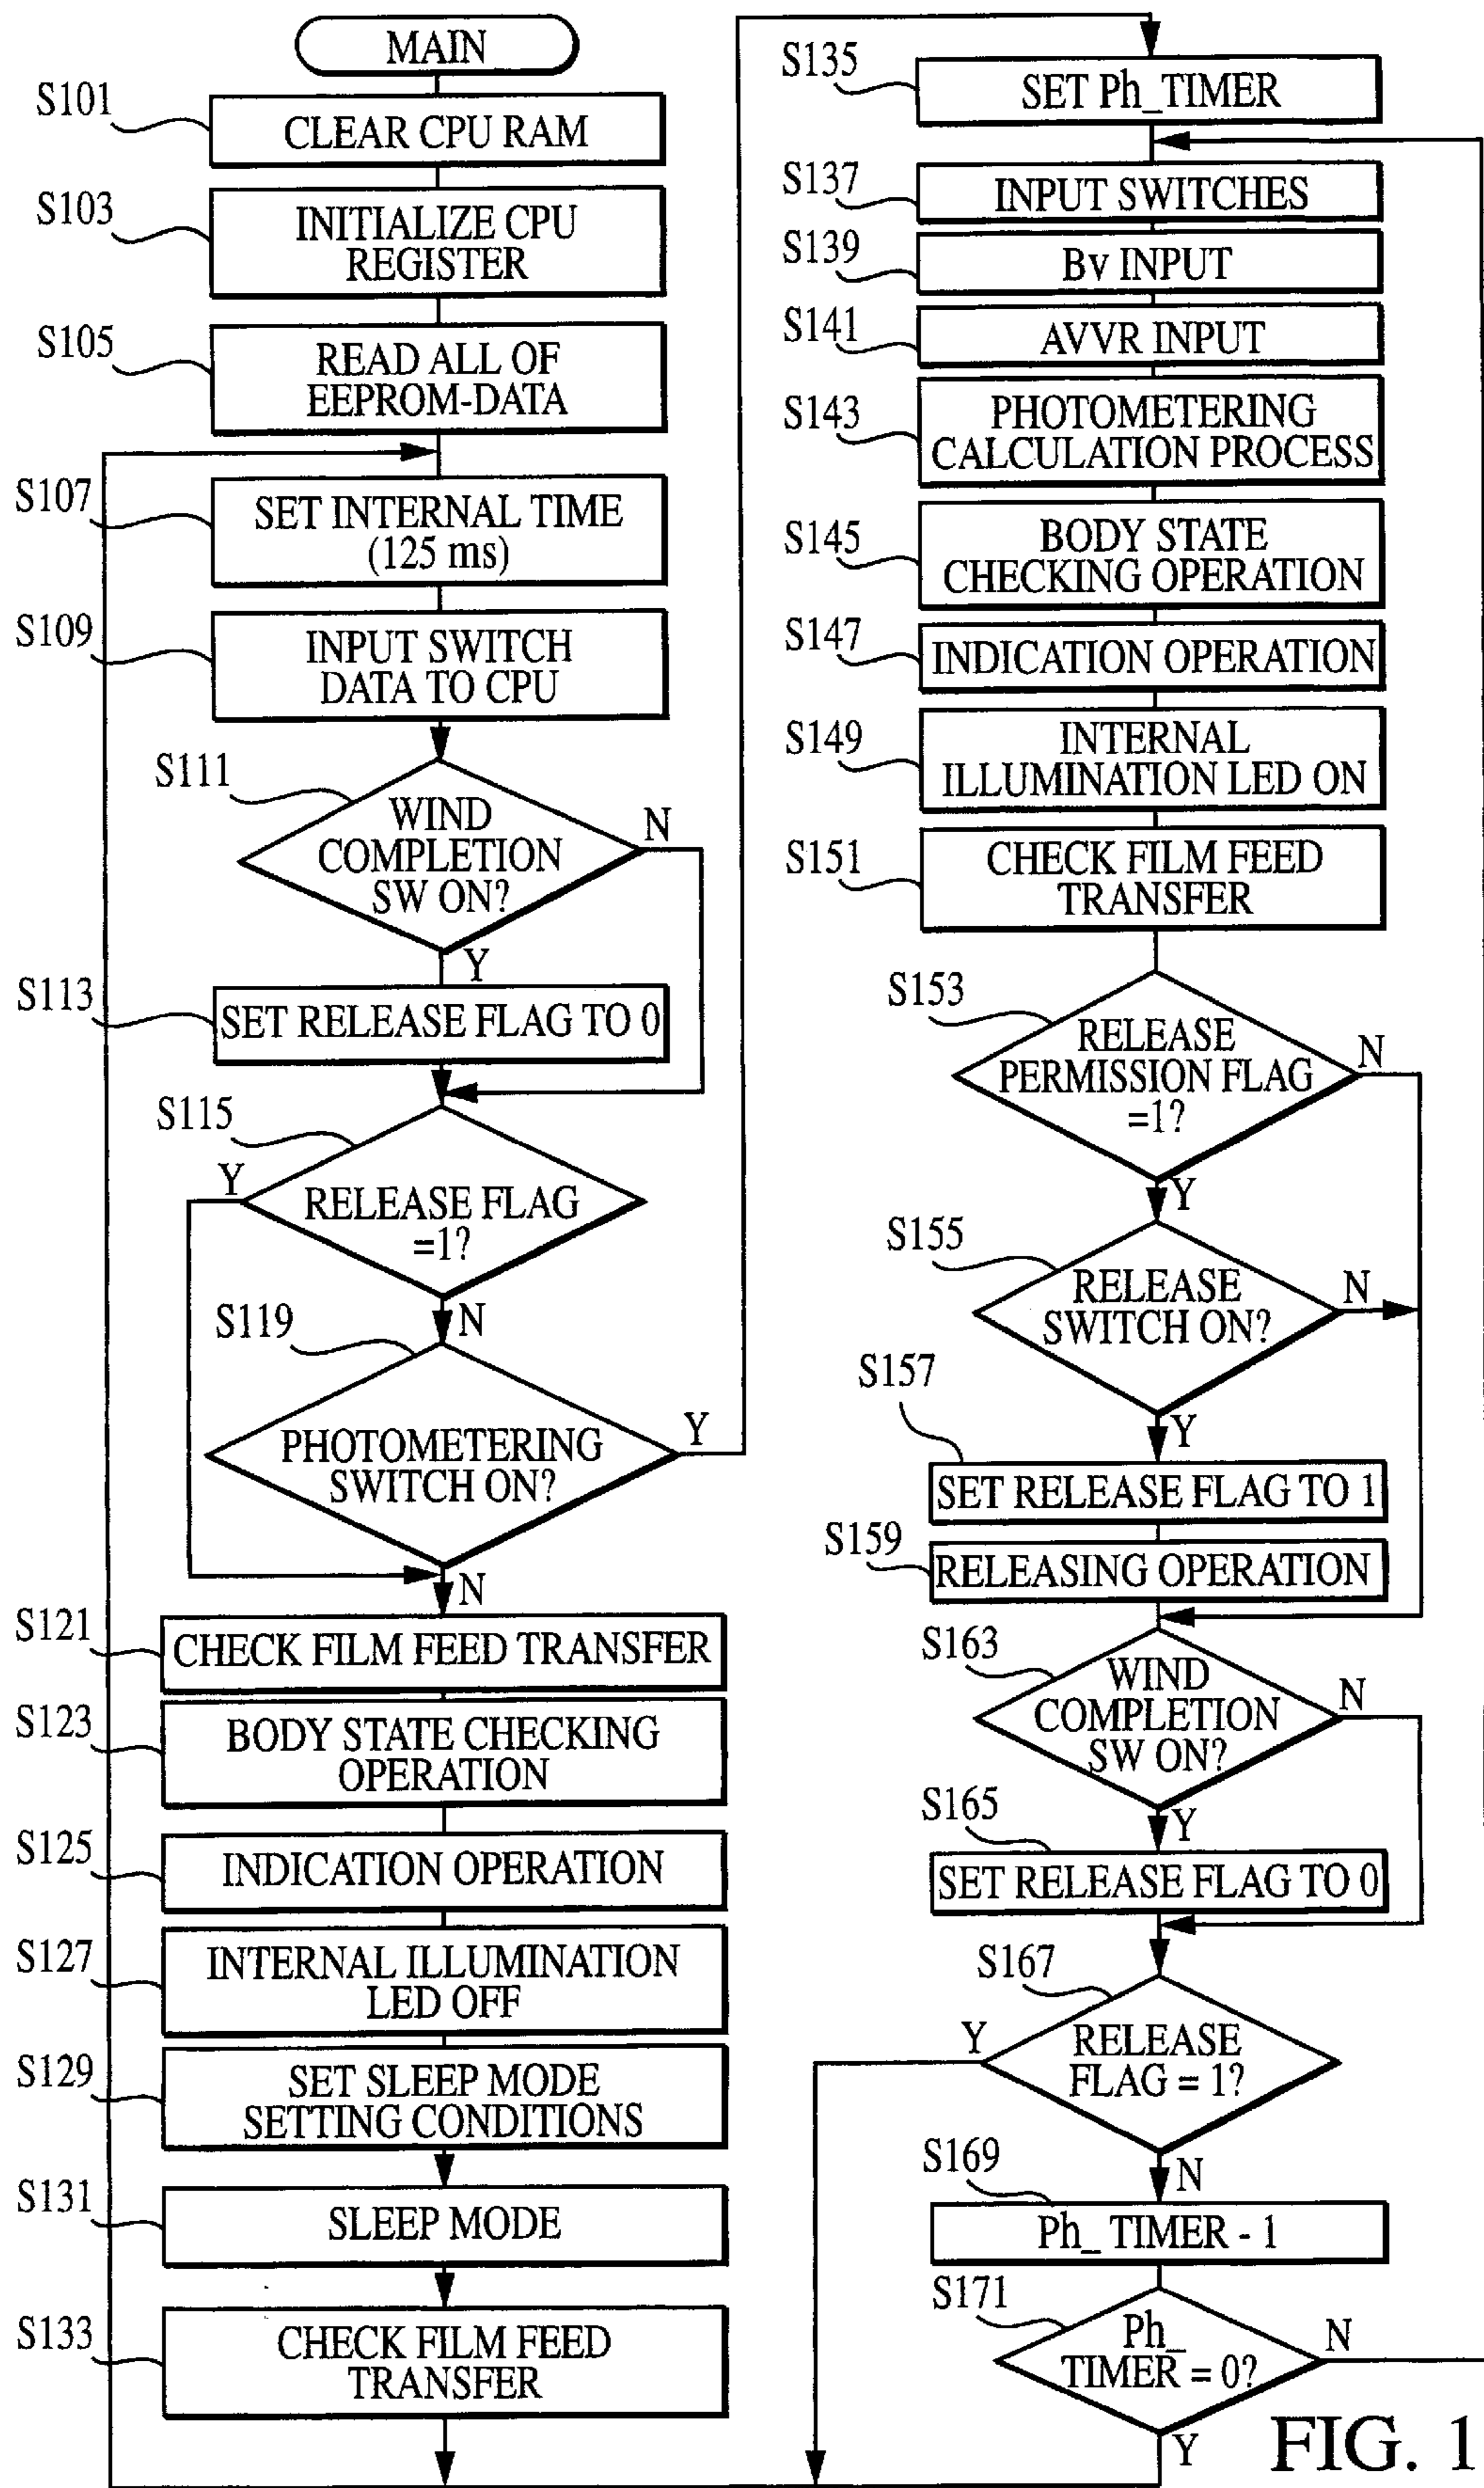 MAIN
S101
CLEAR CPU RAM
S103
INITIALIZE CPU
REGISTER
S105
READ ALL OF
EEPROM-DATA
S107
SET INTERNAL TIME
(125 ms)
S109
INPUT SWITCH
DATA TO CPU
S111
WIND
COMPLETION
SW ON?
N
Y
S113
SET RELEASE FLAG TO 0
S115
Y
RELEASE FLAG
=1?
N
S119
PHOTOMETERING
SWITCH ON?
Y
N
S121
CHECK FILM FEED TRANSFER
S123
BODY STATE CHECKING
OPERATION
S125
INDICATION OPERATION
S127
INTERNAL ILLUMINATION
LED OFF
S129
SET SLEEP MODE
SETTING CONDITIONS
S131
SLEEP MODE
S133
CHECK FILM FEED
TRANSFER
S135
SET Ph_TIMER
S137
INPUT SWITCHES
S139
Bv INPUT
S141
AVVR INPUT
S143
PHOTOMETERING
CALCULATION PROCESS
S145
BODY STATE
CHECKING OPERATION
S147
INDICATION OPERATION
S149
INTERNAL
ILLUMINATION LED ON
S151
CHECK FILM FEED
TRANSFER
S153
RELEASE
PERMISSION FLAG
=1?
N
Y
S155
RELEASE
SWITCH ON?
N
Y
S157
SET RELEASE FLAG TO 1
S159
RELEASING OPERATION
S163
WIND
COMPLETION
SW ON?
N
Y
S165
SET RELEASE FLAG TO 0
S167
Y
RELEASE
FLAG = 1?
N
S169
Ph_ TIMER - 1
S171
Ph_
TIMER = 0?
N
Y
FIG. 1